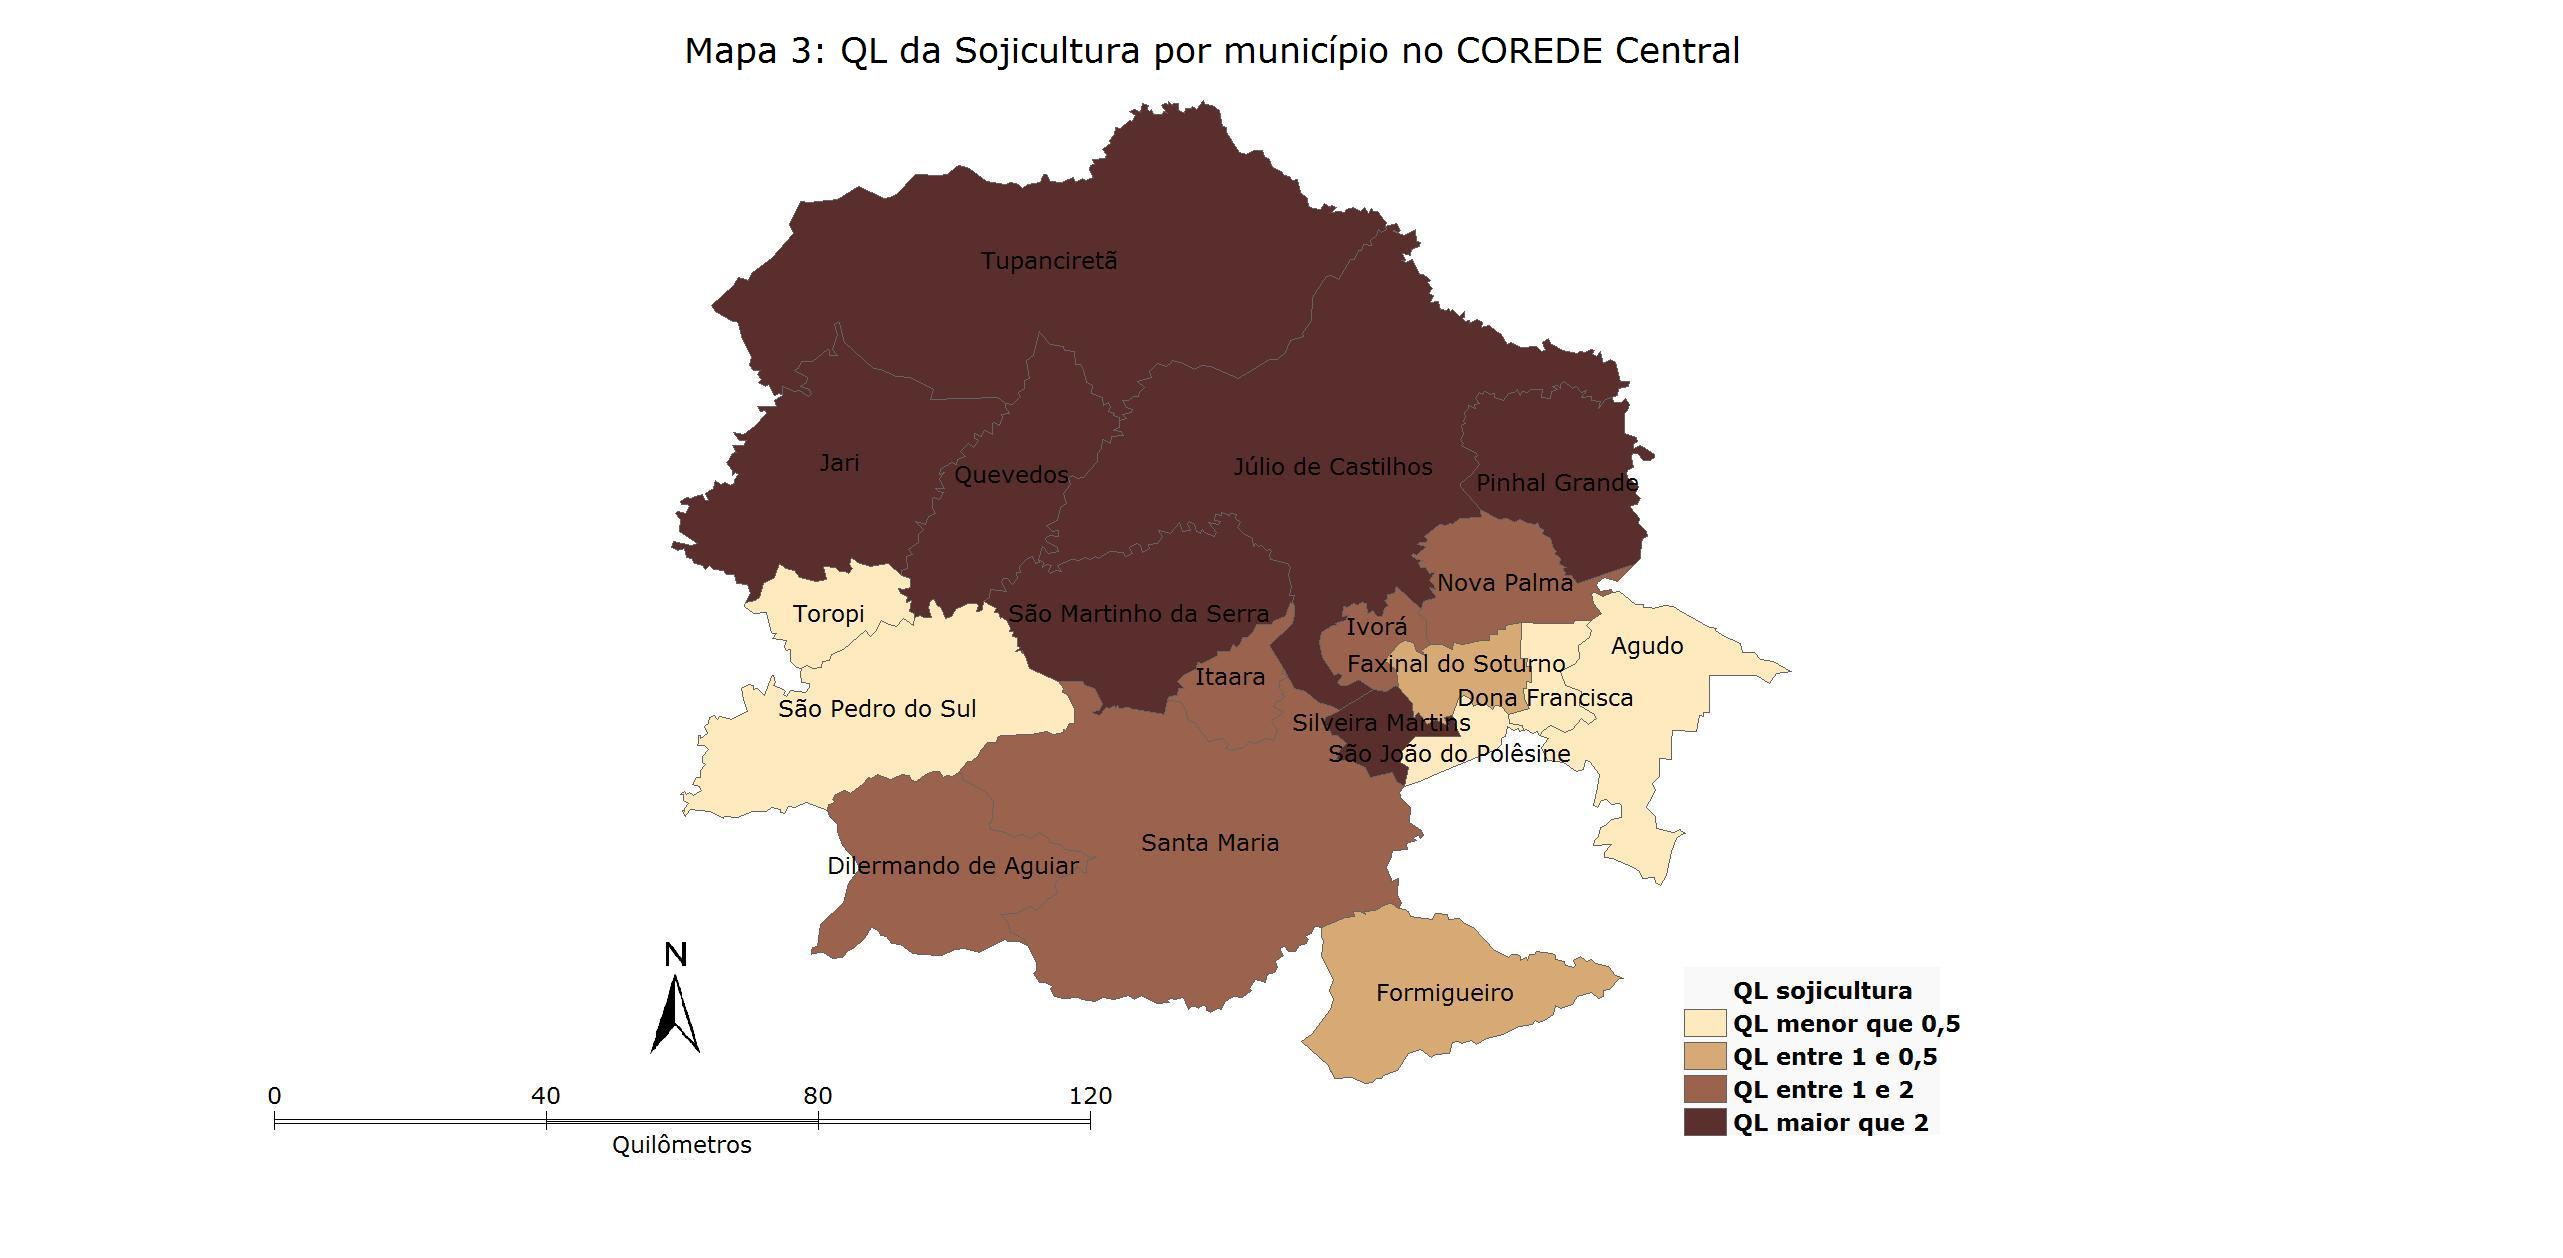 Mapa 3: QL da Sojicultura por município no COREDE Central
Tupanciretã
Jari
Quevedos
Júlio de Castilhos
Pinhal Grande
Nova Palma
Toropi
São Martinho da Serra
Ivorá
Agudo
Faxinal do Soturno
Itaara
Dona Francisca
São Pedro do Sul
Silveira Martins
São João do Polêsine
Santa Maria
Dilermando de Aguiar
Formigueiro
N
0 40 80 120
Quilômetros
QL sojicultura
QL menor que 0,5
QL entre 1 e 0,5
QL entre 1 e 2
QL maior que 2